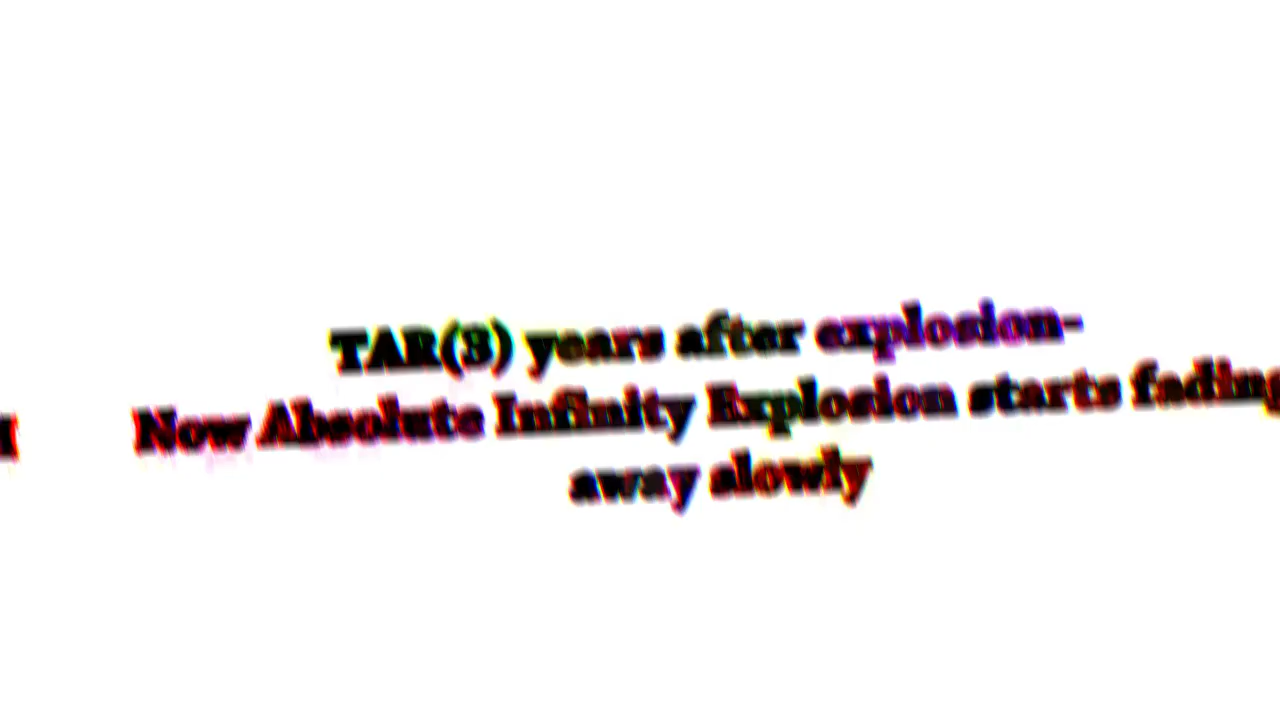 TAR(3) years after explosion-
Now Absolute Infinity Explosion starts fading
away slowly